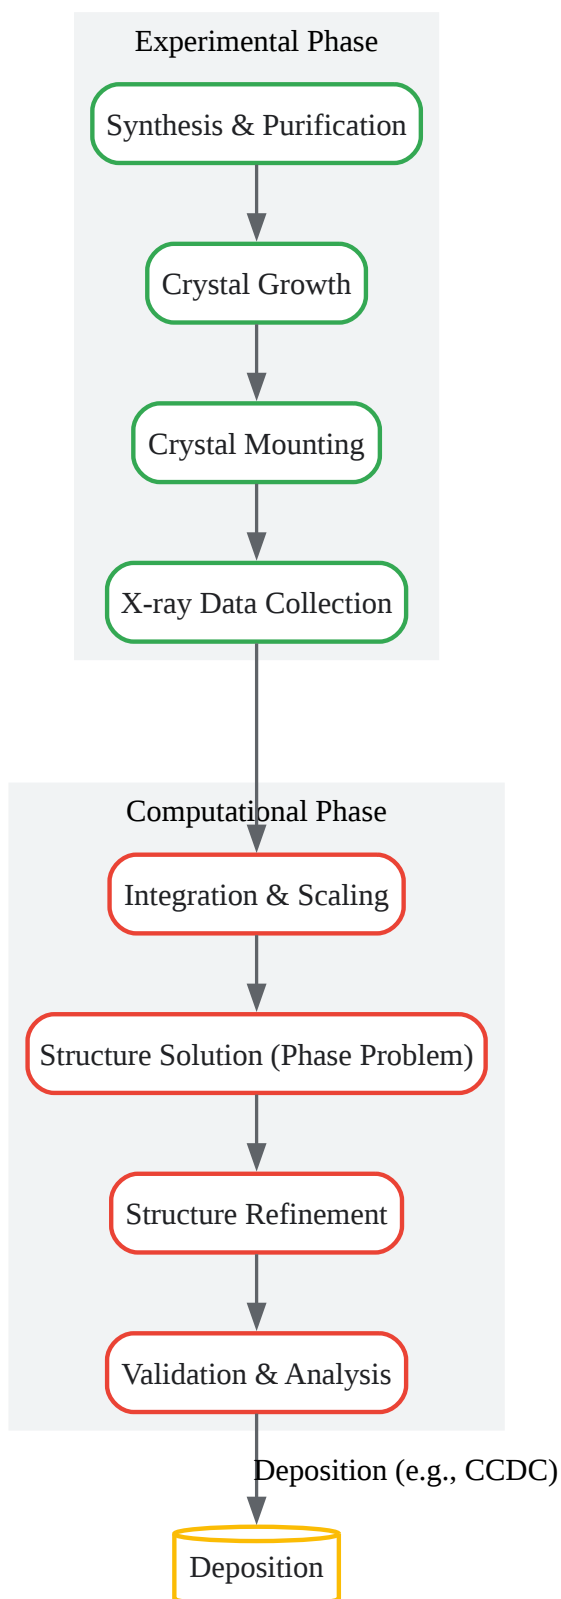 Experimental Phase
Synthesis & Purification
Crystal Growth
Crystal Mounting
X-ray Data Collection
Computational Phase
Integration & Scaling
Structure Solution (Phase Problem)
Structure Refinement
Validation & Analysis
Deposition (e.g., CCDC)
Deposition